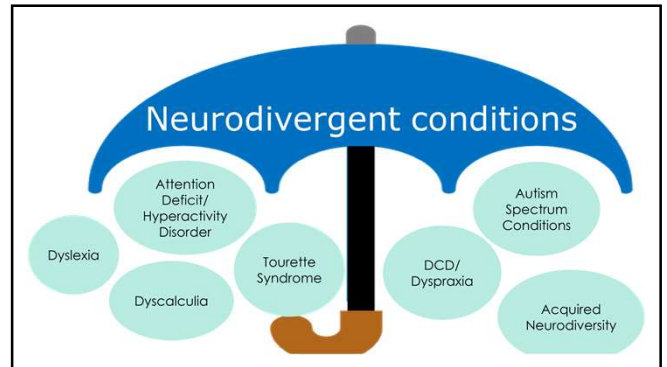 Neurodivergent conditions
Attention
Deficit/
Hyperactivity
Disorder
Autism
Spectrum
Conditions
Dyslexia
Tourette
Syndrome
DCD/
Dyspraxia
Dyscalculia
Acquired
Neurodiversity